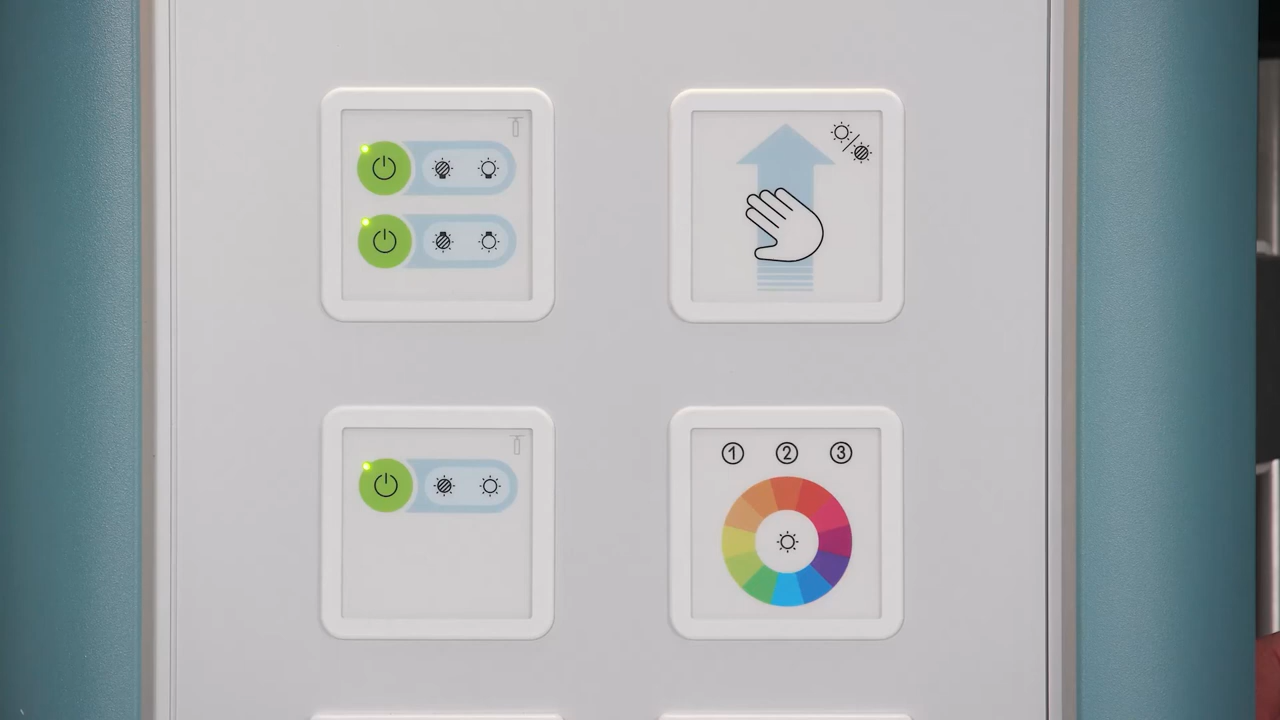 ① ② ③